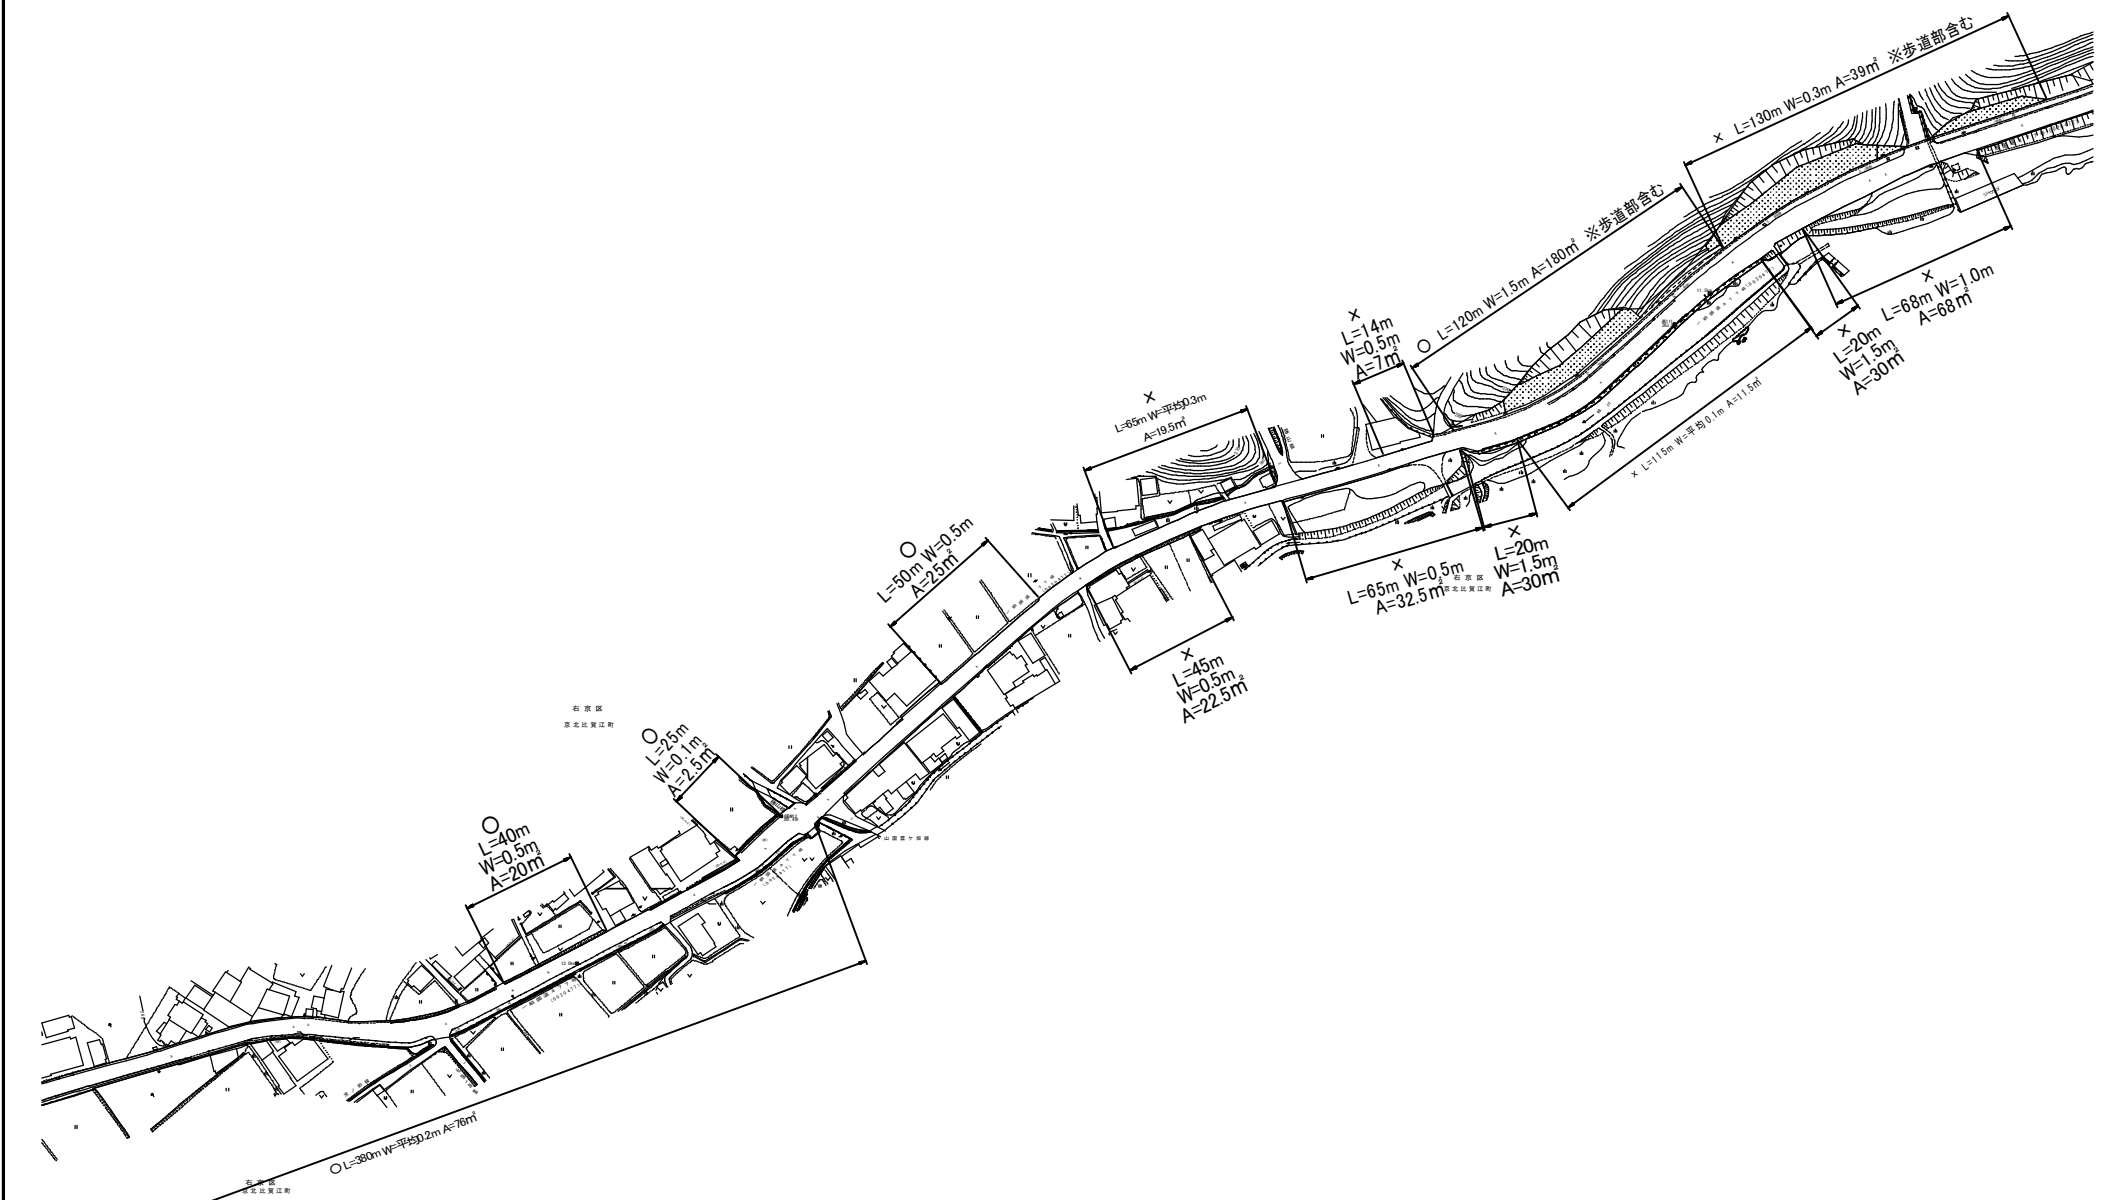 × L=130m W=0.3m A=39㎡ ※歩道部含む
○ L=120m W=1.5m A=180㎡ ※歩道部含む
×
L=68m W=1.0m
A=68㎡
×
L=20m
W=1.5m
A=30㎡
×
L=14m
W=0.5m
A=7㎡
× L=115m W=平均0.1m A=11.5㎡
×
L=65m W=平均0.3m
A=19.5㎡
×
L=20m
W=1.5m
A=30㎡
×
L=65m W=0.5m
A=32.5㎡
右京区
京北比賀江町
○
L=50m W=0.5m
A=25㎡
×
L=45m
W=0.5m
A=22.5㎡
右京区
京北比賀江町
○
L=25m
W=0.1m
A=2.5㎡
○
L=40m
W=0.5m
A=20㎡
○ L=380m W=平均0.2m A=76㎡
右京区
京北比賀江町